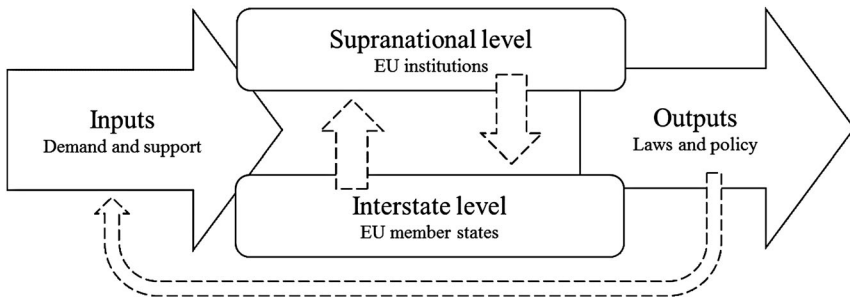 Supranational level
EU institutions
Inputs
Demand and support
Outputs
Laws and policy
Interstate level
EU member states